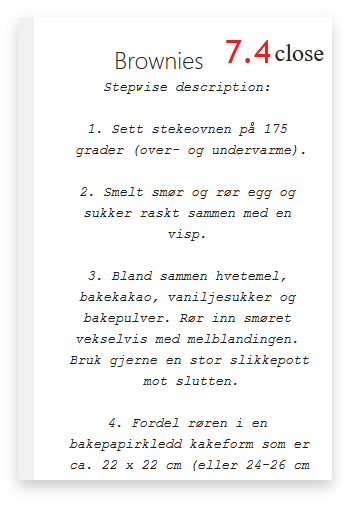 Brownies 7.4 close
Stepwise description:
1. Sett stekeovnen på 175
grader (over- og undervarme).
2. Smelt smør og rør egg og
sukker raskt sammen med en
visp.
3. Bland sammen hvetemel,
bakekakao, vaniljesukker og
bakepulver. Rør inn smøret
vekselvis med melblandingen.
Bruk gjerne en stor slikkepott
mot slutten.
4. Fordel røren i en
bakepapirkledd kakeform som er
ca. 22 x 22 cm (eller 24-26 cm